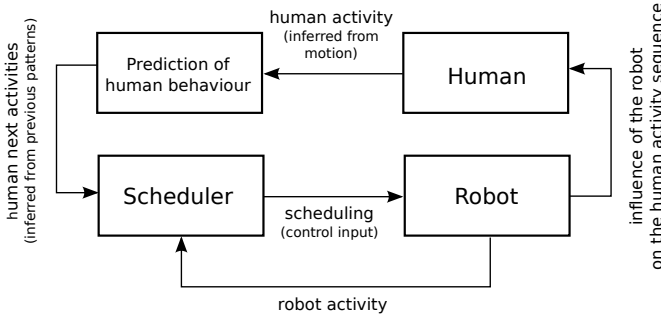 human activity
(inferred from
motion)
Prediction of
human behaviour
Human
human next activities
(inferred from previous patterns)
influence of the robot
on the human activity sequence
Scheduler
scheduling
(control input)
Robot
robot activity